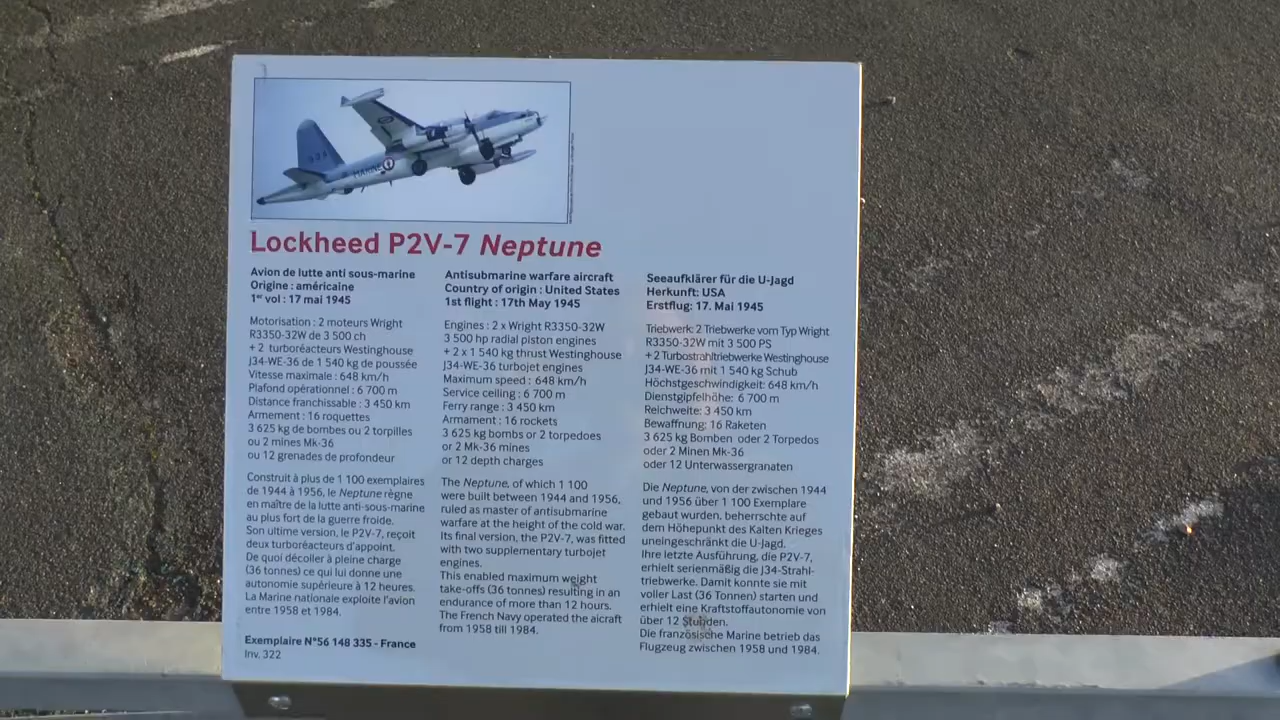 334
MARINE
Lockheed P2V-7 Neptune
Avion de lutte anti sous-marine
Origine : américaine
1er vol : 17 mai 1945
Motorisation : 2 moteurs Wright
R3350-32W de 3 500 ch
+ 2 turboréacteurs Westinghouse
J34-WE-36 de 1 540 kg de poussée
Vitesse maximale : 648 km/h
Plafond opérationnel : 6 700 m
Distance franchissable : 3 450 km
Armement : 16 roquettes
3 625 kg de bombes ou 2 torpilles
ou 2 mines Mk-36
ou 12 grenades de profondeur
Construit à plus de 1 100 exemplaires
de 1944 à 1956, le Neptune règne
en maître de la lutte anti-sous-marine
au plus fort de la guerre froide.
Son ultime version, le P2V-7, reçoit
deux turboréacteurs d'appoint.
De quoi décoller à pleine charge
(36 tonnes) ce qui lui donne une
autonomie supérieure à 12 heures.
La Marine nationale exploite l'avion
entre 1958 et 1984.
Exemplaire N°56 148 335 - France
Inv. 322
Antisubmarine warfare aircraft
Country of origin : United States
1st flight : 17th May 1945
Engines : 2 x Wright R3350-32W
3 500 hp radial piston engines
+ 2 x 1 540 kg thrust Westinghouse
J34-WE-36 turbojet engines
Maximum speed : 648 km/h
Service ceiling : 6 700 m
Ferry range : 3 450 km
Armament : 16 rockets
3 625 kg bombs or 2 torpedoes
or 2 Mk-36 mines
or 12 depth charges
The Neptune, of which 1 100
were built between 1944 and 1956,
ruled as master of antisubmarine
warfare at the height of the cold war.
Its final version, the P2V-7, was fitted
with two supplementary turbojet
engines.
This enabled maximum weight
take-offs (36 tonnes) resulting in an
endurance of more than 12 hours.
The French Navy operated the aicraft
from 1958 till 1984.
Seeaufklärer für die U-Jagd
Herkunft: USA
Erstflug: 17. Mai 1945
Triebwerk: 2 Triebwerke vom Typ Wright
R3350-32W mit 3 500 PS
+ 2 Turbostrahltriebwerke Westinghouse
J34-WE-36 mit 1 540 kg Schub
Höchstgeschwindigkeit: 648 km/h
Dienstgipfelhöhe: 6 700 m
Reichweite: 3 450 km
Bewaffnung: 16 Raketen
3 625 kg Bomben oder 2 Torpedos
oder 2 Minen Mk-36
oder 12 Unterwassergranaten
Die Neptune, von der zwischen 1944
und 1956 über 1 100 Exemplare
gebaut wurden, beherrschte auf
dem Höhepunkt des Kalten Krieges
uneingeschränkt die U-Jagd.
Ihre letzte Ausführung, die P2V-7,
erhielt serienmäßig die J34-Strahl-
triebwerke. Damit konnte sie mit
voller Last (36 Tonnen) starten und
erhielt eine Kraftstoffautonomie von
über 12 Stunden.
Die französische Marine betrieb das
Flugzeug zwischen 1958 und 1984.